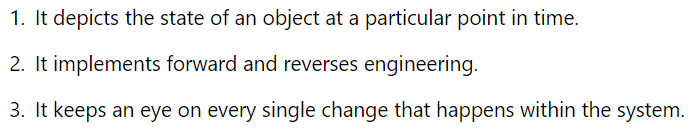 1. It depicts the state of an object at a particular point in time.
2. It implements forward and reverses engineering.
3. It keeps an eye on every single change that happens within the system.